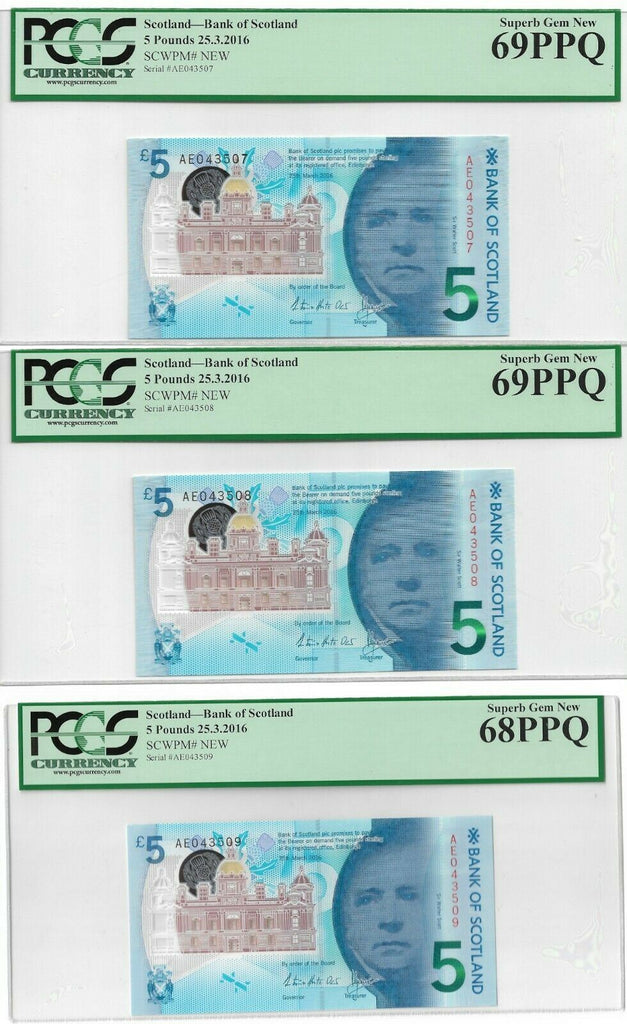 PCGS
CURRENCY
www.pcgscurrency.com
Scotland—Bank of Scotland
5 Pounds 25.3.2016
SCWPM# NEW
Serial #AE043507
Superb Gem New
69PPQ
£5 AE043507
Bank of Scotland plc promises to pay
the Bearer on demand five pounds sterling
at its registered office, Edinburgh
25th March 2016
By order of the Board
Governor Treasurer
AE043507
Sir Walter Scott
BANK OF SCOTLAND
5
PCGS
CURRENCY
www.pcgscurrency.com
Scotland—Bank of Scotland
5 Pounds 25.3.2016
SCWPM# NEW
Serial #AE043508
Superb Gem New
69PPQ
£5 AE043508
Bank of Scotland plc promises to pay
the Bearer on demand five pounds sterling
at its registered office, Edinburgh
25th March 2016
By order of the Board
Governor Treasurer
AE043508
Sir Walter Scott
BANK OF SCOTLAND
5
PCGS
CURRENCY
www.pcgscurrency.com
Scotland—Bank of Scotland
5 Pounds 25.3.2016
SCWPM# NEW
Serial #AE043509
Superb Gem New
68PPQ
£5 AE043509
Bank of Scotland plc promises to pay
the Bearer on demand five pounds sterling
at its registered office, Edinburgh
25th March 2016
By order of the Board
Governor Treasurer
AE043509
Sir Walter Scott
BANK OF SCOTLAND
5